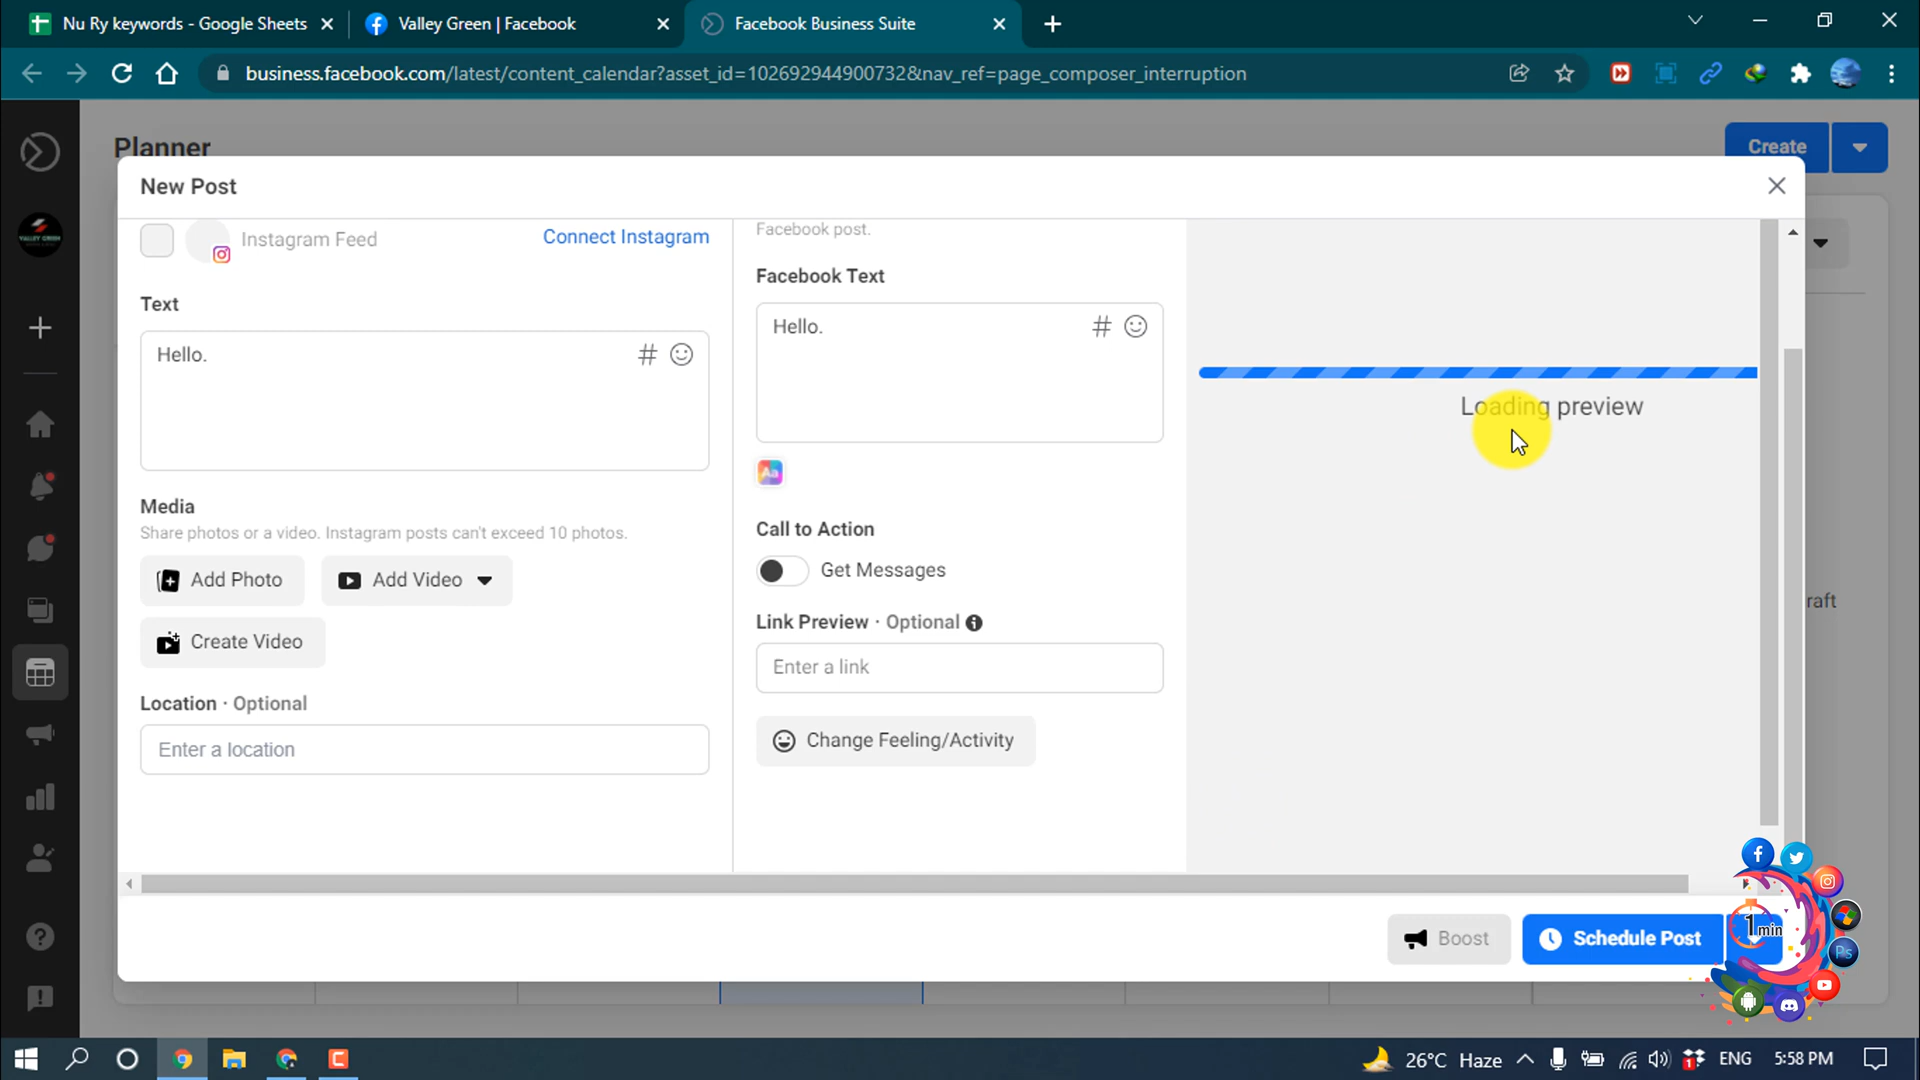 Nu Ry keywords - Google Sheets
Valley Green | Facebook
Facebook Business Suite
business.facebook.com/latest/content_calendar?asset_id=102692944900732&nav_ref=page_composer_interruption
Planner
Create
New Post
Instagram Feed
Connect Instagram
Text
Hello.
Media
Share photos or a video. Instagram posts can't exceed 10 photos.
Add Photo
Add Video
Create Video
Location · Optional
Enter a location
Facebook post.
Facebook Text
Hello.
Aa
Call to Action
Get Messages
Link Preview · Optional
Enter a link
Change Feeling/Activity
Loading preview
raft
Boost
Schedule Post
1min
Ps
26°C Haze
ENG
5:58 PM